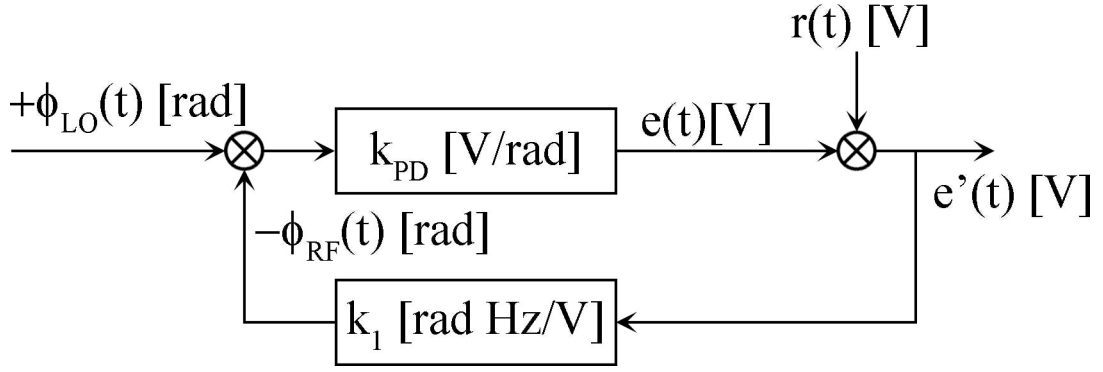 r(t) [V]
+ϕ_LO(t) [rad]
k_PD [V/rad]
e(t)[V]
e’(t) [V]
−ϕ_RF(t) [rad]
k_1 [rad Hz/V]